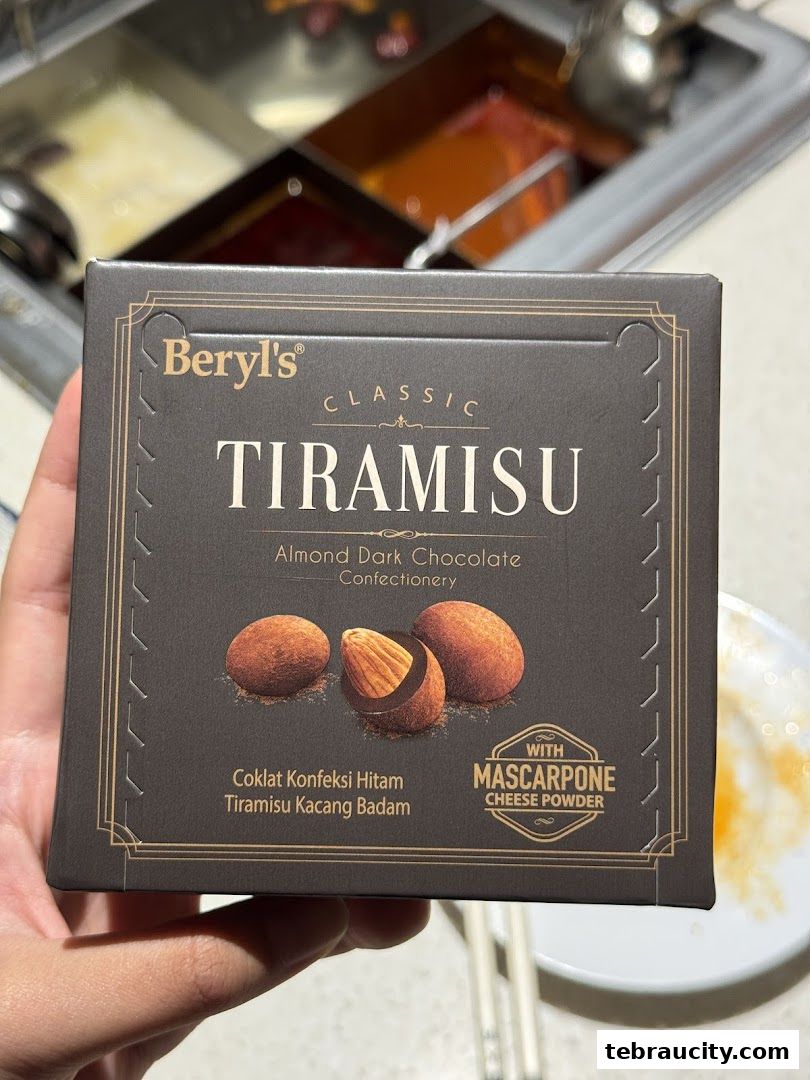 Beryl's®
CLASSIC
TIRAMISU
Almond Dark Chocolate
Confectionery
Coklat Konfeksi Hitam
Tiramisu Kacang Badam
WITH
MASCARPONE
CHEESE POWDER
tebraucity.com